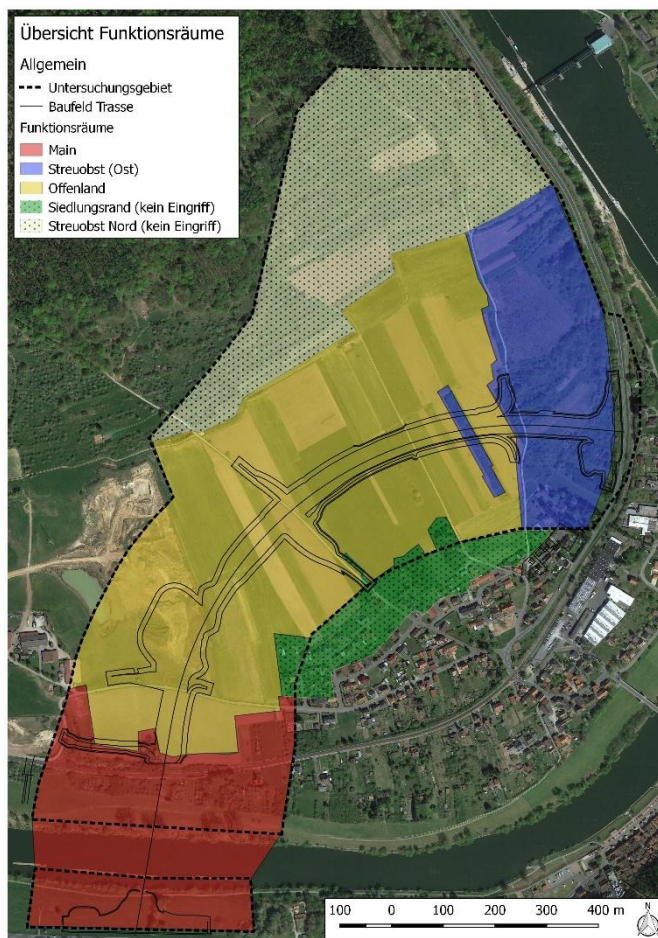 Übersicht Funktionsräume
Allgemein
Untersuchungsgebiet
Baufeld Trasse
Funktionsräume
Main
Streuobst (Ost)
Offenland
Siedlungsrand (kein Eingriff)
Streuobst Nord (kein Eingriff)
100 0 100 200 300 400 m
N